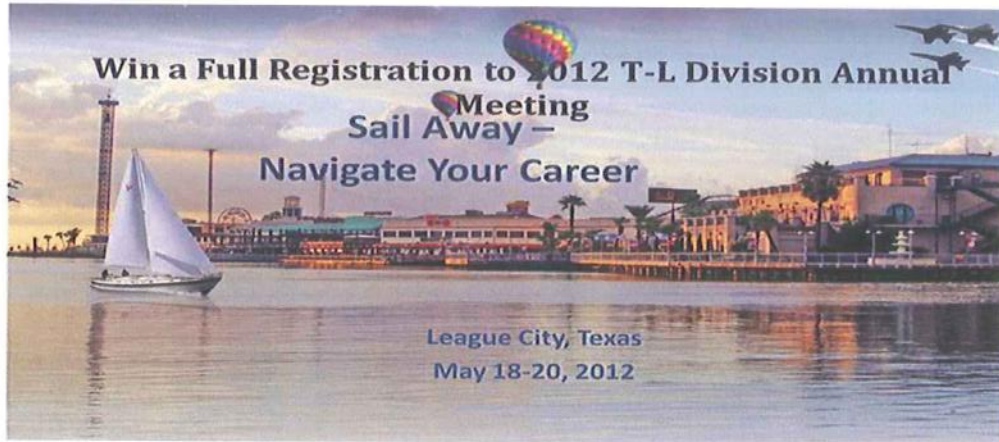 Win a Full Registration to 2012 T-L Division Annual
Meeting
Sail Away –
Navigate Your Career
League City, Texas
May 18-20, 2012